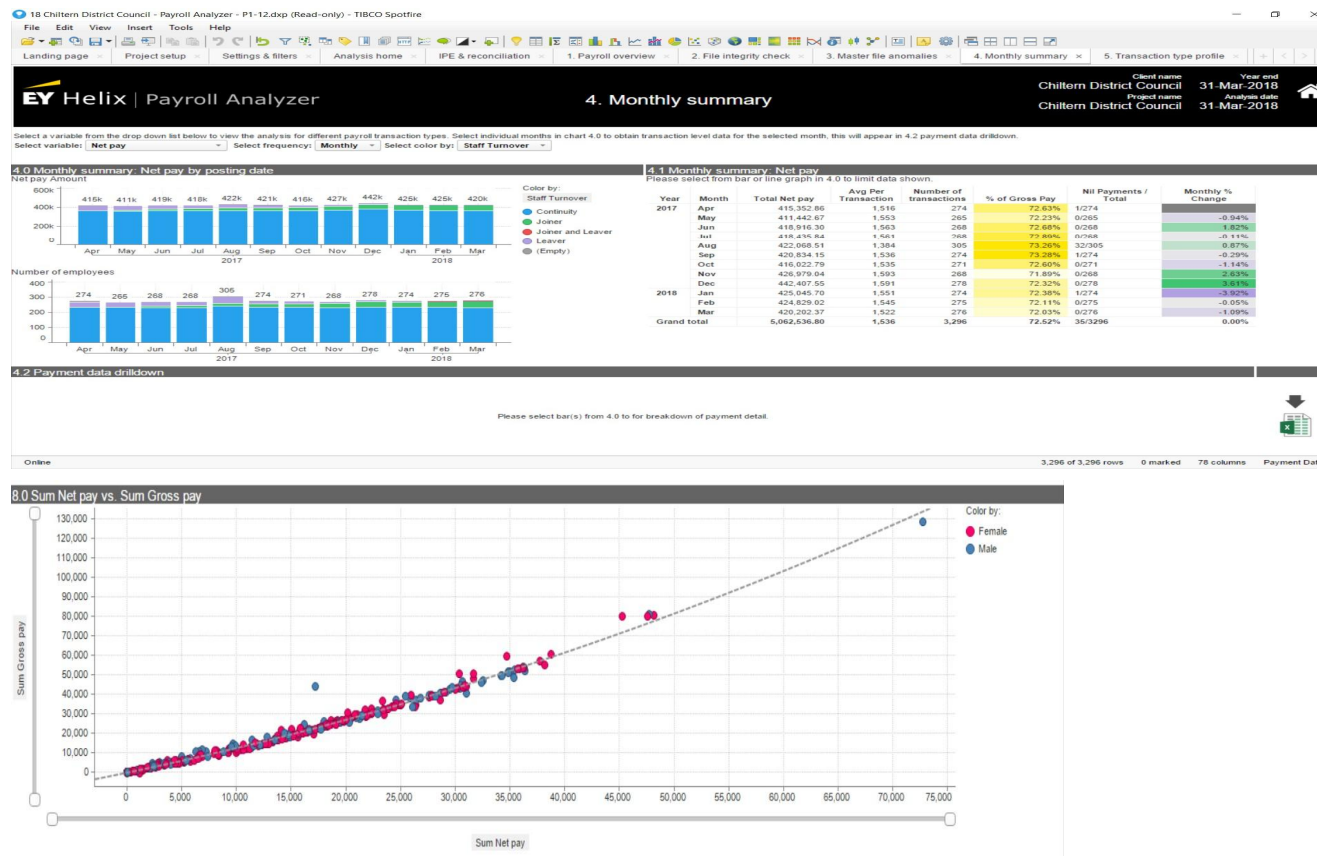 18 Chiltern District Council - Payroll Analyzer - P1-12.dxp (Read-only) - TIBCO Spotfire
File Edit View Insert Tools Help
Landing page Project setup Settings & filters Analysis home IPE & reconciliation 1. Payroll overview 2. File integrity check 3. Master file anomalies 4. Monthly summary 5. Transaction type profile
EY Helix | Payroll Analyzer
4. Monthly summary
Client name Year end
Chiltern District Council 31-Mar-2018
Project name Analysis date
Chiltern District Council 31-Mar-2018
Select a variable from the drop down list below to view the analysis for different payroll transaction types. Select individual months in chart 4.0 to obtain transaction level data for the selected month, this will appear in 4.2 payment data drilldown.
Select variable: Net pay Select frequency: Monthly Select color by: Staff Turnover
4.0 Monthly summary: Net pay by posting date
Net pay Amount
600k
400k
200k
0
415k 411k 419k 418k 422k 421k 416k 427k 442k 425k 425k 420k
Apr May Jun Jul Aug Sep Oct Nov Dec Jan Feb Mar
2017 2018
Color by:
Staff Turnover
Continuity
Joiner
Joiner and Leaver
Leaver
(Empty)
Number of employees
400
300
200
100
0
274 265 268 268 305 274 271 268 278 274 275 276
Apr May Jun Jul Aug Sep Oct Nov Dec Jan Feb Mar
2017 2018
4.1 Monthly summary: Net pay
Please select from bar or line graph in 4.0 to limit data shown.
Year Month Total Net pay Avg Per Transaction Number of transactions % of Gross Pay Nil Payments / Total Monthly % Change
2017 Apr 415,352.86 1,516 274 72.63% 1/274
May 411,442.67 1,553 265 72.23% 0/265 -0.94%
Jun 418,916.30 1,563 268 72.68% 0/268 1.82%
Jul 418,435.84 1,561 268 72.89% 0/268 -0.11%
Aug 422,068.51 1,384 305 73.26% 32/305 0.87%
Sep 420,834.15 1,536 274 73.28% 1/274 -0.29%
Oct 416,022.79 1,535 271 72.60% 0/271 -1.14%
Nov 426,979.04 1,593 268 71.89% 0/268 2.63%
Dec 442,407.55 1,591 278 72.32% 0/278 3.61%
2018 Jan 425,045.70 1,551 274 72.38% 1/274 -3.92%
Feb 424,829.02 1,545 275 72.11% 0/275 -0.05%
Mar 420,202.37 1,522 276 72.03% 0/276 -1.09%
Grand total 5,062,536.80 1,536 3,296 72.52% 35/3296 0.00%
4.2 Payment data drilldown
Please select bar(s) from 4.0 to for breakdown of payment detail.
Online 3,296 of 3,296 rows 0 marked 78 columns Payment Dat
8.0 Sum Net pay vs. Sum Gross pay
Color by:
Female
Male
Sum Gross pay
130,000
120,000
110,000
100,000
90,000
80,000
70,000
60,000
50,000
40,000
30,000
20,000
10,000
0
0 5,000 10,000 15,000 20,000 25,000 30,000 35,000 40,000 45,000 50,000 55,000 60,000 65,000 70,000 75,000
Sum Net pay